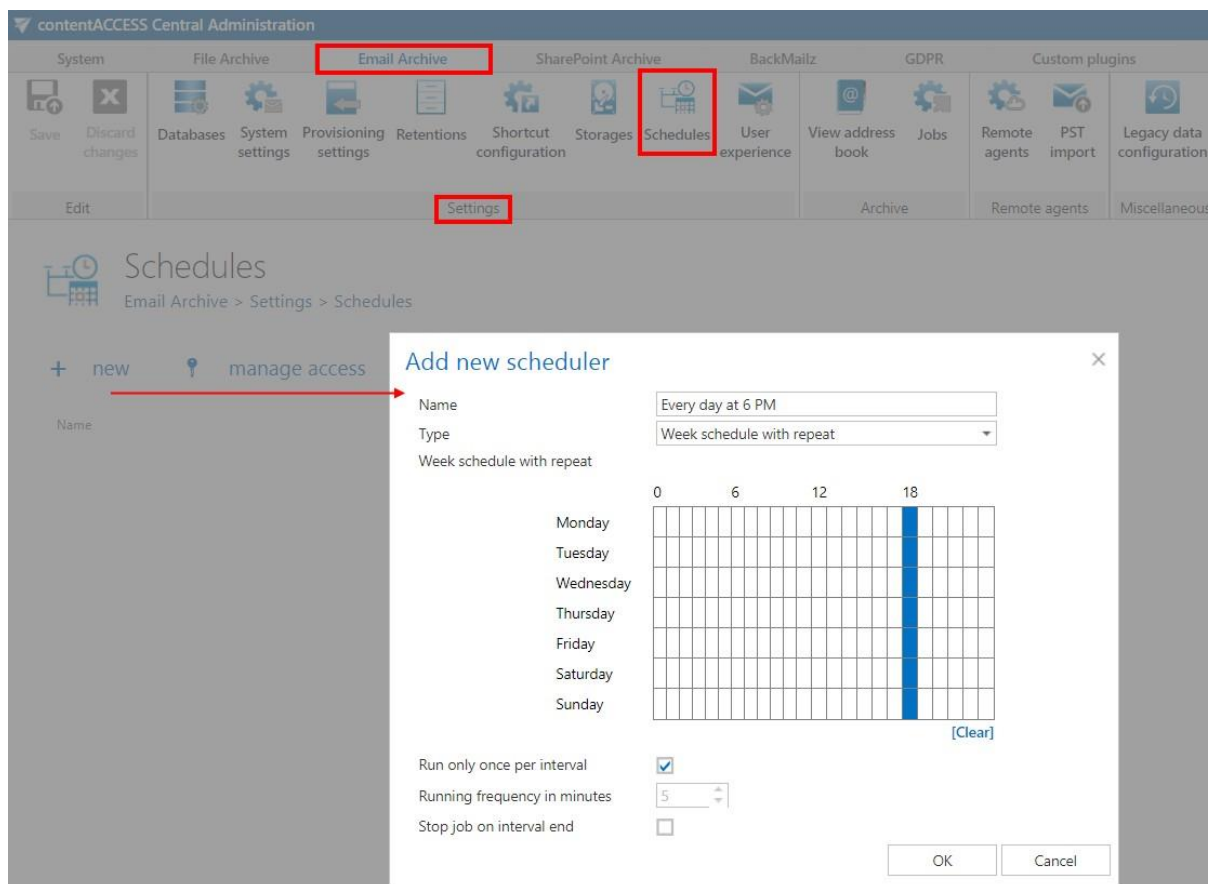 contentACCESS Central Administration
System File Archive Email Archive SharePoint Archive BackMailz GDPR Custom plugins
Save Discard changes Databases System settings Provisioning settings Retentions Shortcut configuration Storages Schedules User experience View address book Jobs Remote agents PST import Legacy data configuration
Edit Settings Archive Remote agents Miscellaneous
Schedules
Email Archive > Settings > Schedules
+ new manage access
Name
Add new scheduler
Name Every day at 6 PM
Type Week schedule with repeat
Week schedule with repeat
0 6 12 18
Monday
Tuesday
Wednesday
Thursday
Friday
Saturday
Sunday
[Clear]
Run only once per interval
Running frequency in minutes 5
Stop job on interval end
OK Cancel